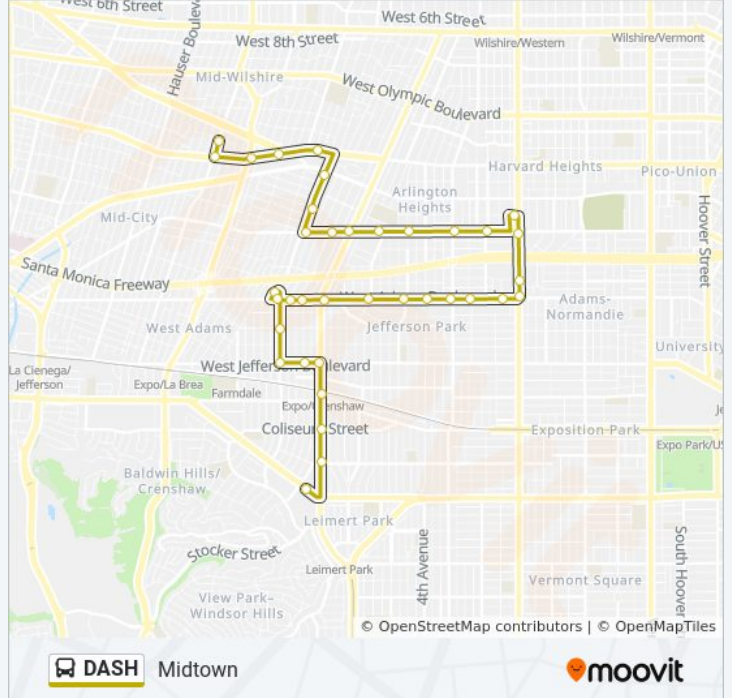 West 6th Street
West 6th Street
Hauser Boulev
West 8th Street
Wilshire/Western
Wilshire/Vermont
Mid-Wilshire
West Olympic Boulevard
Harvard Heights
Pico-Union
Arlington
Heights
Hoover Street
Mid-City
Santa Monica Freeway
Adams-
Normandie
West Adams
Jefferson Park
University
West Jefferson Boulevard
La Cienega/
Jefferson
Expo/La Brea
Farmdale
Expo/Crenshaw
Coliseum Street
Exposition Park
Expo Park/US
Baldwin Hills/
Crenshaw
Leimert Park
Stocker Street
4th Avenue
South Hoover
Leimert Park
Vermont Square
View Park–
Windsor Hills
© OpenStreetMap contributors | © OpenMapTiles
DASH Midtown
moovit